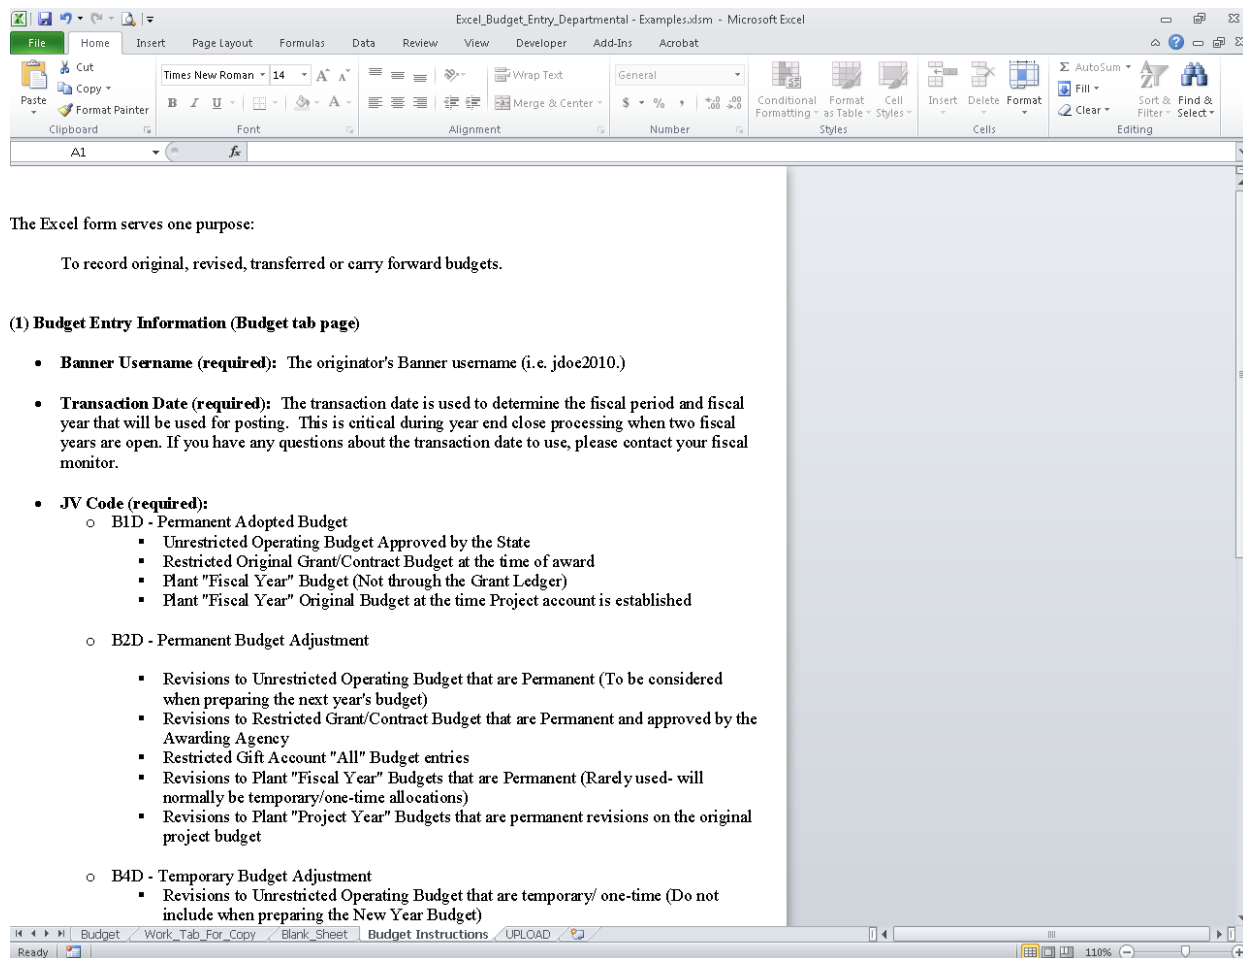 Excel_Budget_Entry_Departmental - Examples.xlsm - Microsoft Excel
File Home Insert Page Layout Formulas Data Review View Developer Add-Ins Acrobat
Paste
Cut
Copy
Format Painter
Clipboard
Times New Roman 14
B I U
Font
Wrap Text
Merge & Center
Alignment
General
$ % ,
Number
Conditional Formatting
Format as Table
Cell Styles
Styles
Insert Delete Format
Cells
Σ AutoSum
Fill
Clear
Sort & Filter
Find & Select
Editing
A1 fx
The Excel form serves one purpose:
To record original, revised, transferred or carry forward budgets.
(1) Budget Entry Information (Budget tab page)
• Banner Username (required): The originator's Banner username (i.e. jdoe2010.)
• Transaction Date (required): The transaction date is used to determine the fiscal period and fiscal
year that will be used for posting. This is critical during year end close processing when two fiscal
years are open. If you have any questions about the transaction date to use, please contact your fiscal
monitor.
• JV Code (required):
o B1D - Permanent Adopted Budget
▪ Unrestricted Operating Budget Approved by the State
▪ Restricted Original Grant/Contract Budget at the time of award
▪ Plant "Fiscal Year" Budget (Not through the Grant Ledger)
▪ Plant "Fiscal Year" Original Budget at the time Project account is established
o B2D - Permanent Budget Adjustment
▪ Revisions to Unrestricted Operating Budget that are Permanent (To be considered
when preparing the next year's budget)
▪ Revisions to Restricted Grant/Contract Budget that are Permanent and approved by the
Awarding Agency
▪ Restricted Gift Account "All" Budget entries
▪ Revisions to Plant "Fiscal Year" Budgets that are Permanent (Rarely used- will
normally be temporary/one-time allocations)
▪ Revisions to Plant "Project Year" Budgets that are permanent revisions on the original
project budget
o B4D - Temporary Budget Adjustment
▪ Revisions to Unrestricted Operating Budget that are temporary/ one-time (Do not
include when preparing the New Year Budget)
Budget Work_Tab_For_Copy Blank_Sheet Budget Instructions UPLOAD
Ready 110%